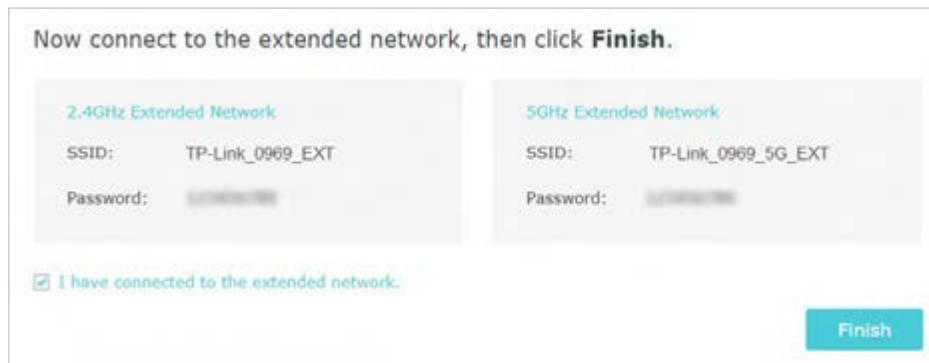 Now connect to the extended network, then click Finish.
2.4GHz Extended Network
SSID: TP-Link_0969_EXT
Password:
5GHz Extended Network
SSID: TP-Link_0969_5G_EXT
Password:
I have connected to the extended network.
Finish